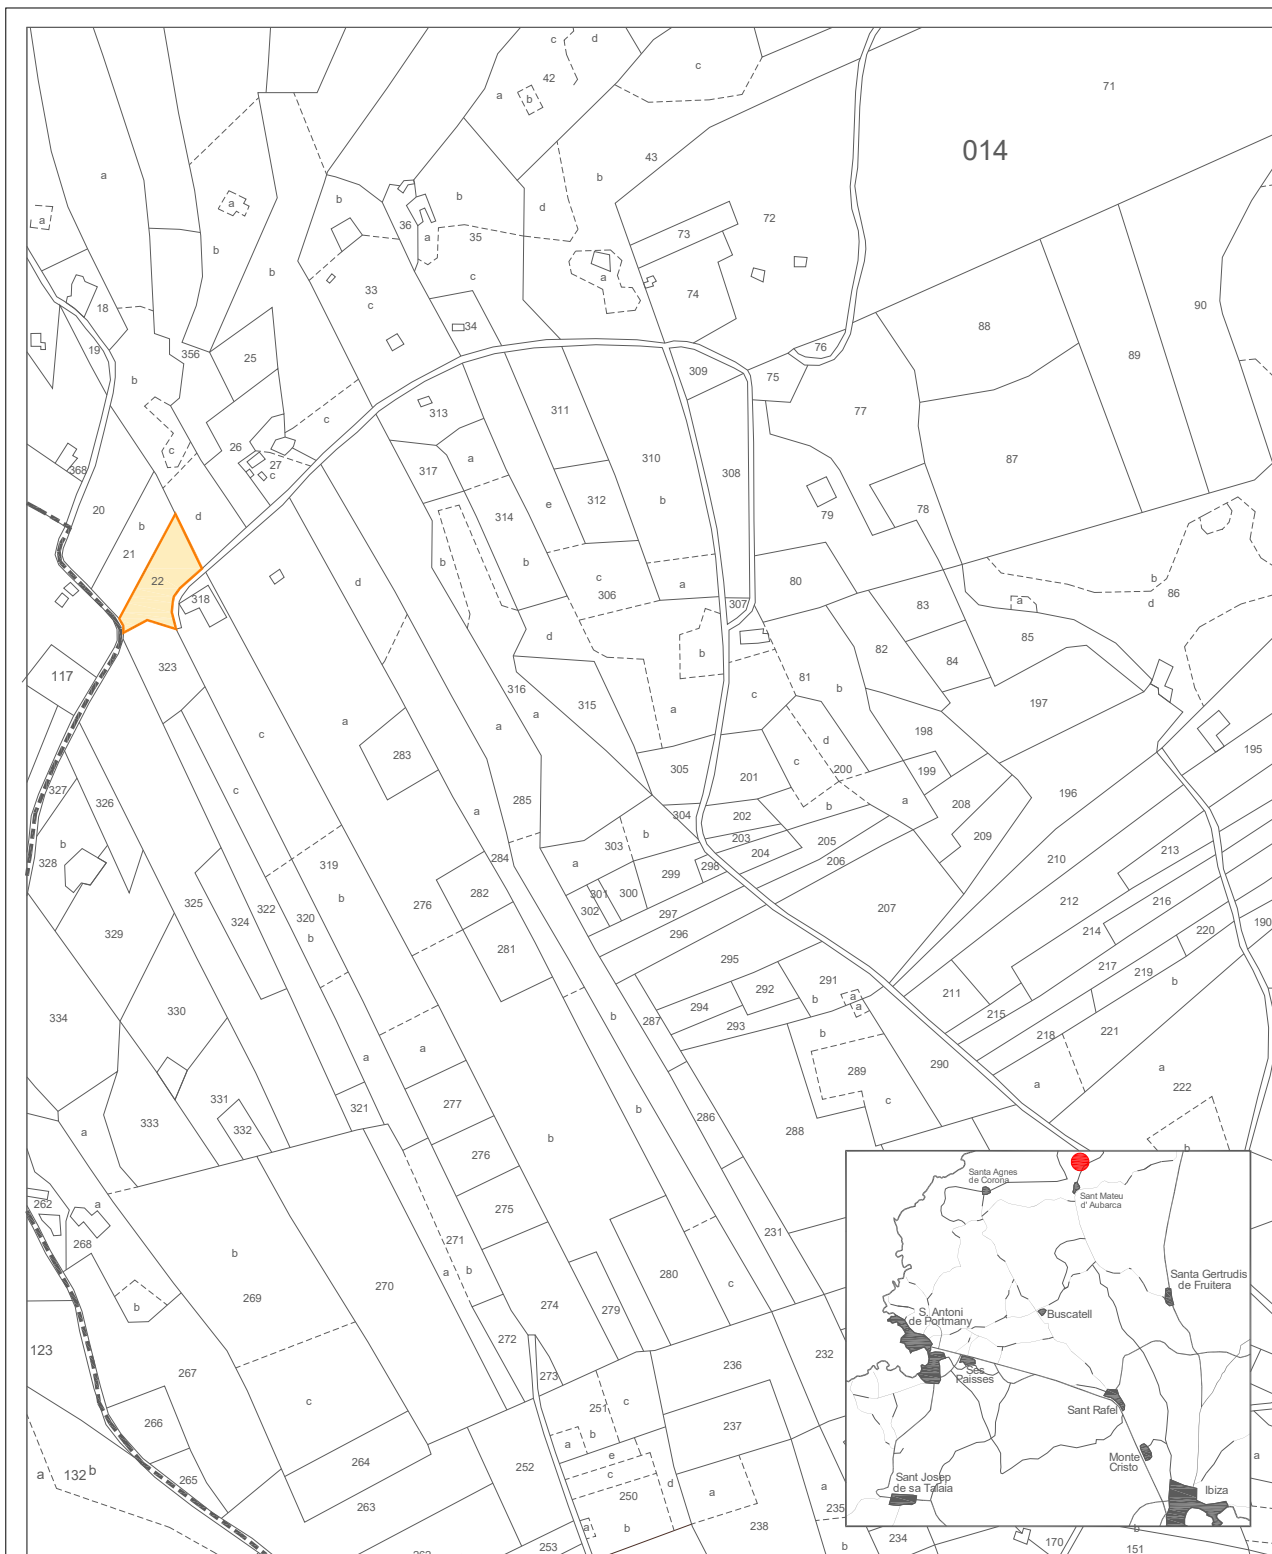 c
d
42
c
71
a
b
014
43
a
b
a
b
b
d
72
a
36
a
35
73
b
b
c
a
33
c
74
90
18
34
88
19
356
25
76
89
309
75
b
313
311
77
c
26
c
317
a
310
308
87
368
27
c
20
312
b
78
e
79
314
b
d
21
22
318
d
b
c
306
a
80
b
86
d
307
83
a
85
b
d
82
84
323
117
316
a
315
a
c
81
b
197
c
a
283
a
d
198
305
c
200
195
201
199
327
326
c
285
a
208
196
a
304
202
b
b
328
303
b
203
205
209
319
284
a
204
206
210
213
b
299
298
301
300
282
212
216
325
322
320
276
302
297
207
324
b
296
214
220
190
329
281
295
217
219
b
291
334
330
292
211
b
294
a
a
b
287
293
215
218
221
b
a
a
289
290
a
a
222
331
277
b
c
333
321
286
332
288
a
276
b
b
262
a
275
231
268
b
271
a
b
280
c
269
270
b
274
279
123
272
236
232
267
273
c
251
c
237
266
b
a
e
264
252
c
d
a
132
b
265
250
a
a
263
a
b
238
235
253
b
234
170
b
151
a
262
Santa Agnes
de Corona
Sant Mateu
d' Aubarca
Santa Gertrudis
de Fruitera
S. Antoni
de Portmany
Buscatell
Ses
Paisses
Sant Rafel
Monte
Cristo
Sant Josep
de sa Talaia
Ibiza